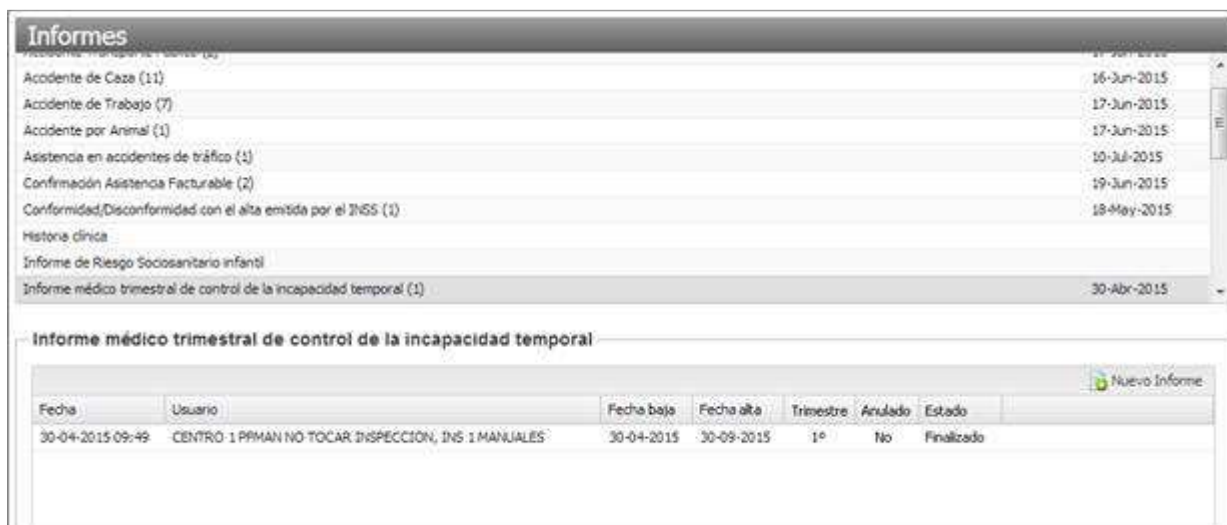 Informes
Accidente de Caza (11) 16-Jun-2015
Accidente de Trabajo (7) 17-Jun-2015
Accidente por Animal (1) 17-Jun-2015
Asistencia en accidentes de tráfico (1) 10-Jul-2015
Confirmación Asistencia Facturable (2) 19-Jun-2015
Conformidad/Disconformidad con el alta emitida por el INSS (1) 18-May-2015
Historia clínica
Informe de Riesgo Sociosanitario infantil
Informe médico trimestral de control de la incapacidad temporal (1) 30-Abr-2015
Informe médico trimestral de control de la incapacidad temporal
Nuevo Informe
Fecha Usuario Fecha baja Fecha alta Trimestre Anulado Estado
30-04-2015 09:49 CENTRO 1 PPMAN NO TOCAR INSPECCIÓN, INS 1 MANUALES 30-04-2015 30-09-2015 1º No Finalizado